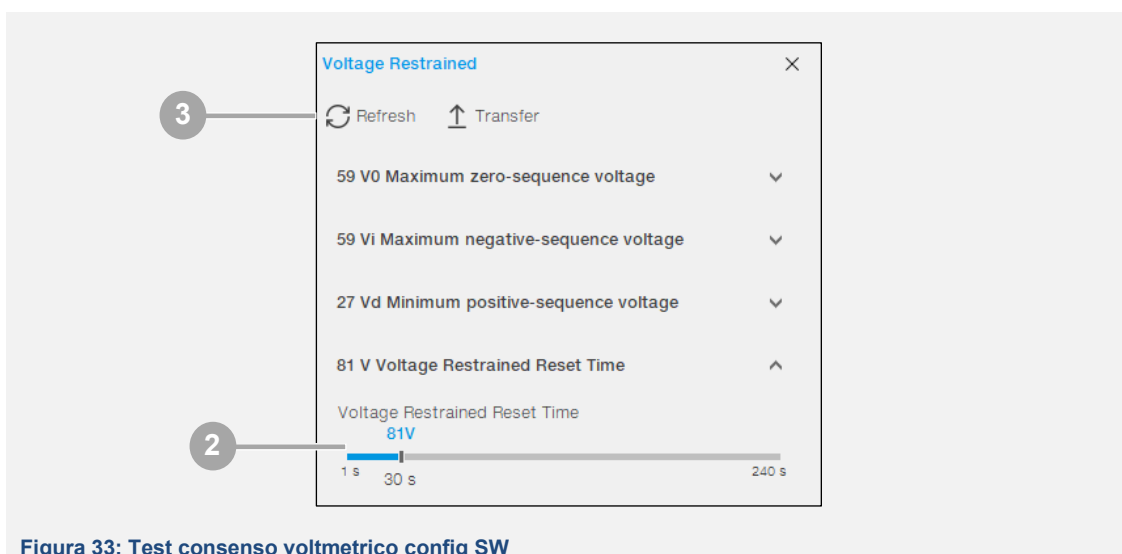 Voltage Restrained
3
Refresh Transfer
59 V0 Maximum zero-sequence voltage
59 Vi Maximum negative-sequence voltage
27 Vd Minimum positive-sequence voltage
81 V Voltage Restrained Reset Time
Voltage Restrained Reset Time
81V
2
1 s 240 s
30 s
Figura 33: Test consenso voltmetrico config SW